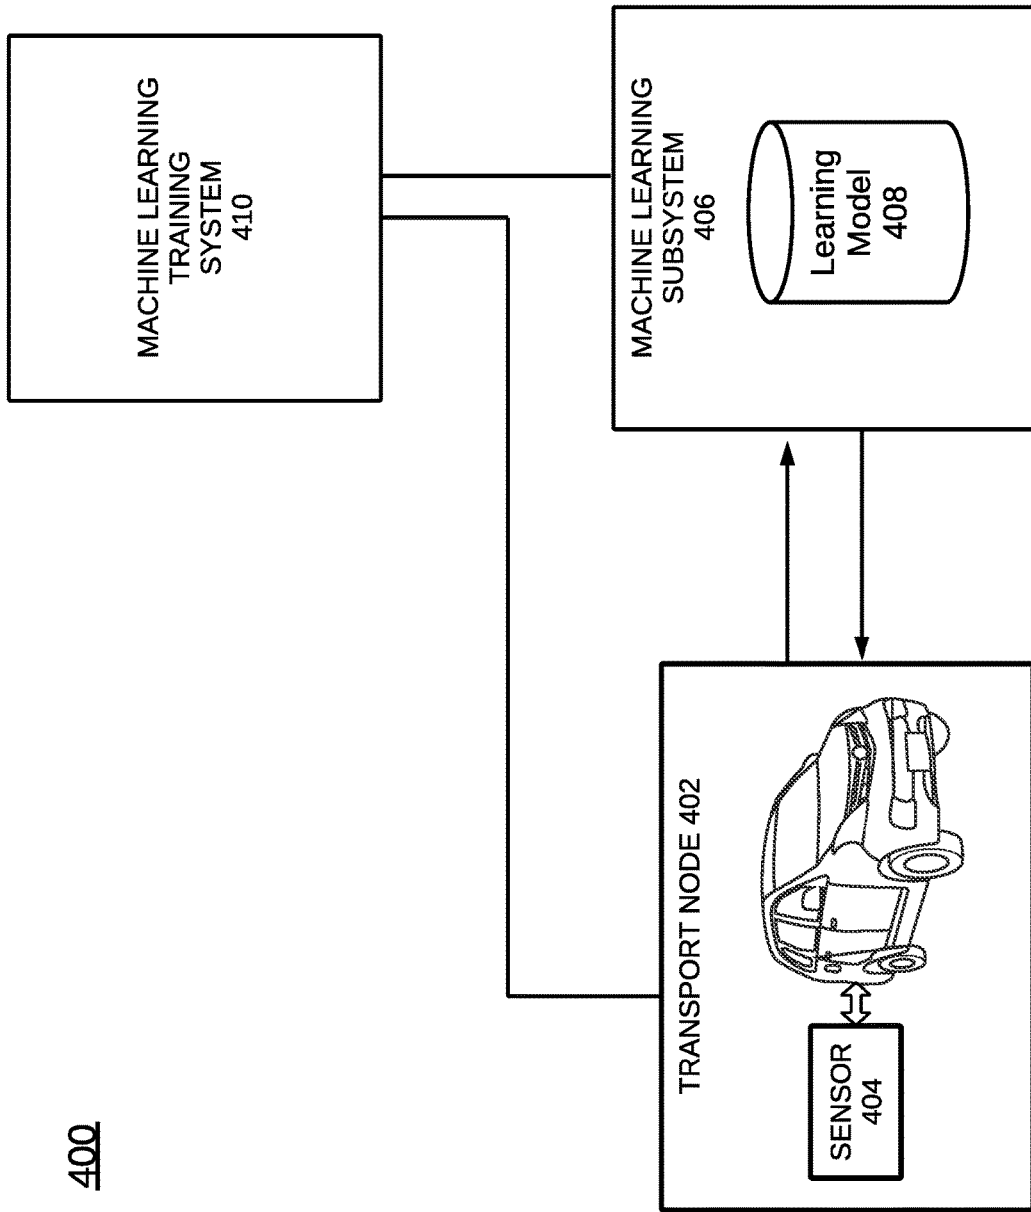 400
MACHINE LEARNING
TRAINING
SYSTEM
410
TRANSPORT NODE 402
SENSOR
404
MACHINE LEARNING
SUBSYSTEM
406
Learning
Model
408